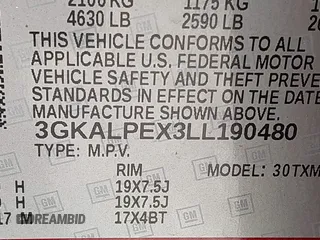 2100 KG 1175 KG
4630 LB 2590 LB
THIS VEHICLE CONFORMS TO ALL
APPLICABLE U.S. FEDERAL MOTOR
VEHICLE SAFETY AND THEFT PREVE
STANDARDS IN EFFECT ON THE DATE
MANUFACTURE SHOWN ABOVE.
3GKALPEX3LL190480
TYPE: M.P.V.
RIM MODEL: 30TXM
H 19X7.5J
H 19X7.5J
17 M 17X4BT
DREAMBID